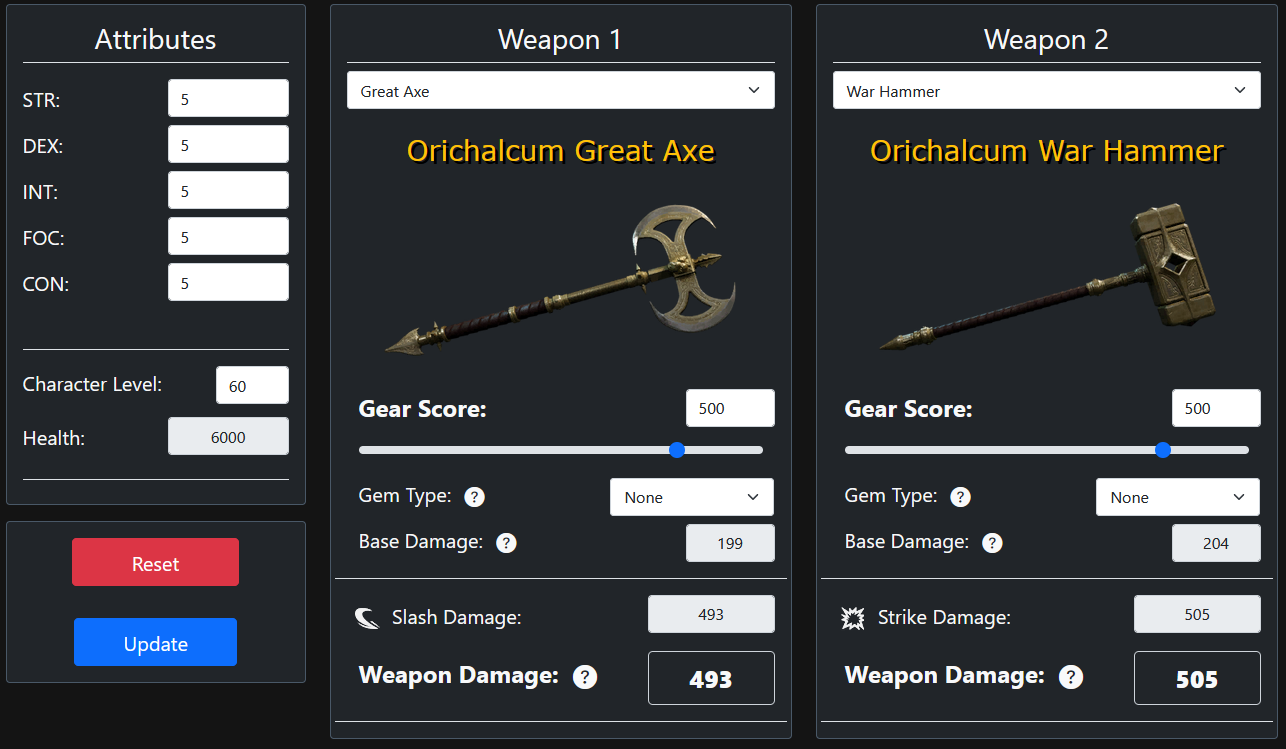 Attributes
STR: 5
DEX: 5
INT: 5
FOC: 5
CON: 5
Character Level: 60
Health: 6000
Reset
Update
Weapon 1
Great Axe
Orichalcum Great Axe
Gear Score: 500
Gem Type: ? None
Base Damage: ? 199
Slash Damage: 493
Weapon Damage: ? 493
Weapon 2
War Hammer
Orichalcum War Hammer
Gear Score: 500
Gem Type: ? None
Base Damage: ? 204
Strike Damage: 505
Weapon Damage: ? 505